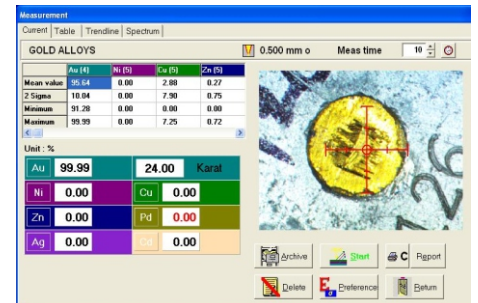 Measurement
Current Table Trendline Spectrum
GOLD ALLOYS 0.500 mm o Meas time 10
Au (4) Ni (5) Cu (5) Zn (5)
Mean value 95.64 0.00 2.88 0.27
2 Sigma 10.04 0.00 7.90 0.75
Minimum 91.28 0.00 0.00 0.00
Maximum 99.99 0.00 7.25 0.72
Unit : %
Au 99.99 24.00 Karat
Ni 0.00 Cu 0.00
Zn 0.00 Pd 0.00
Ag 0.00 Cd 0.00
26
Archive Start C Report
Delete Preference Return